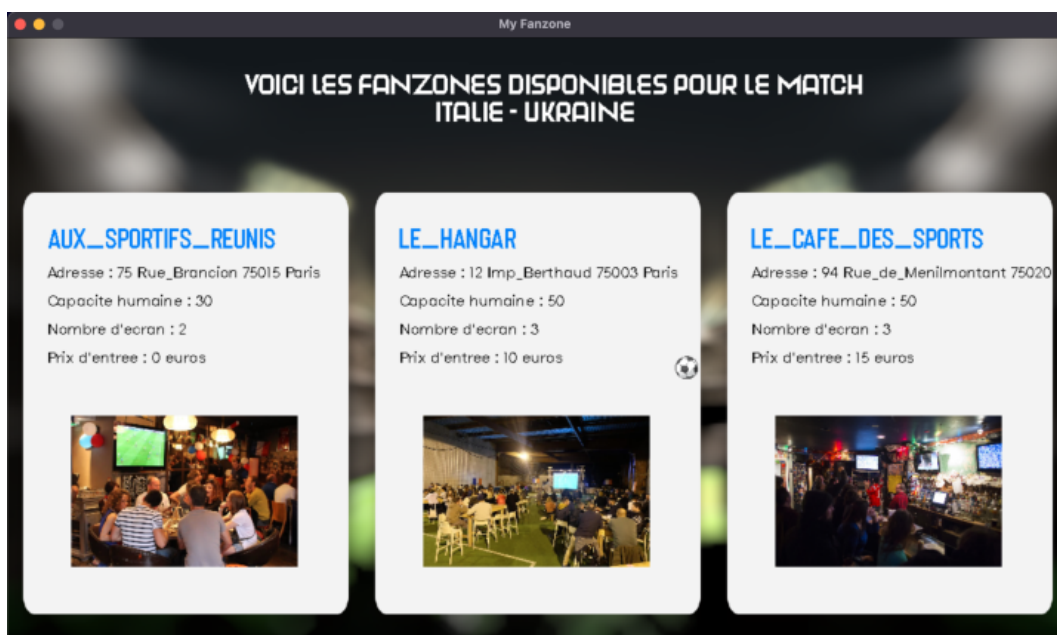 My Fanzone
VOICI LES FANZONES DISPONIBLES POUR LE MATCH
ITALIE - UKRAINE
AUX_SPORTIFS_REUNIS
Adresse : 75 Rue_Brancion 75015 Paris
Capacite humaine : 30
Nombre d'ecran : 2
Prix d'entree : 0 euros
LE_HANGAR
Adresse : 12 Imp_Berthaud 75003 Paris
Capacite humaine : 50
Nombre d'ecran : 3
Prix d'entree : 10 euros
LE_CAFE_DES_SPORTS
Adresse : 94 Rue_de_Menilmontant 75020
Capacite humaine : 50
Nombre d'ecran : 3
Prix d'entree : 15 euros